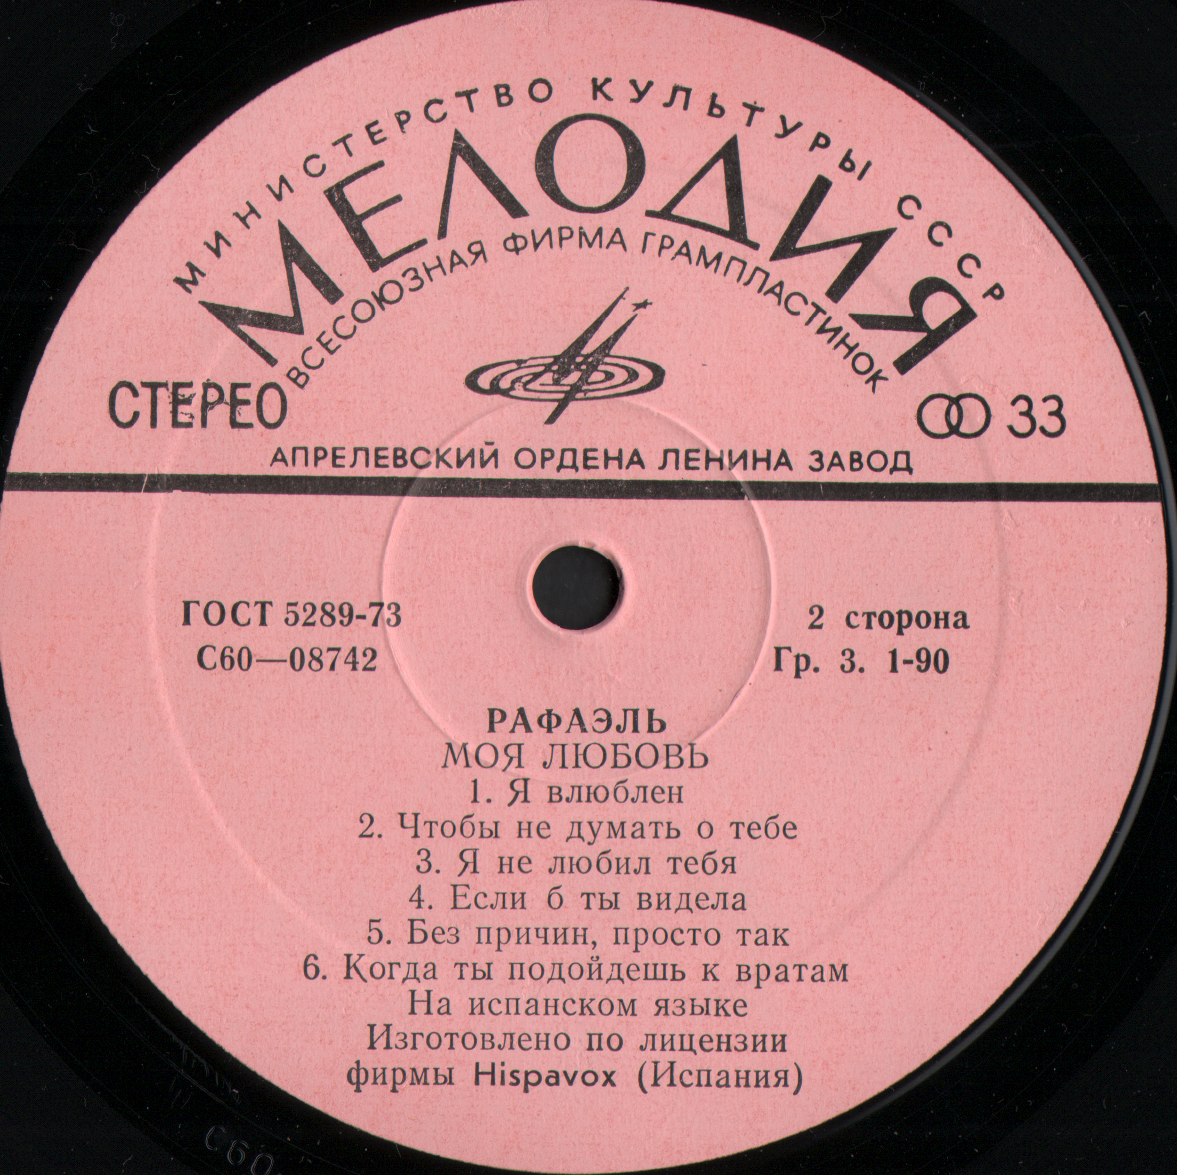 МИНИСТЕРСТВО КУЛЬТУРЫ СССР
МЕЛОДИЯ
ВСЕСОЮЗНАЯ ФИРМА ГРАМПЛАСТИНОК
СТЕРЕО
33
АПРЕЛЕВСКИЙ ОРДЕНА ЛЕНИНА ЗАВОД
ГОСТ 5289-73
С60—08742
2 сторона
Гр. 3. 1-90
РАФАЭЛЬ
МОЯ ЛЮБОВЬ
1. Я влюблен
2. Чтобы не думать о тебе
3. Я не любил тебя
4. Если б ты видела
5. Без причин, просто так
6. Когда ты подойдешь к вратам
На испанском языке
Изготовлено по лицензии
фирмы Hispavox (Испания)
С60